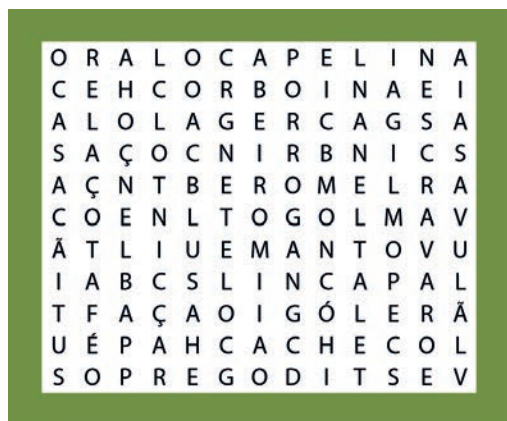 O R A L O C A P E L I N A
C E H C O R B O I N A E I
A L O L A G E R C A G S A
S A Ç O C N I R B N I C S
A Ç N T B E R O M E L R A
C O E N L T O G O L M A V
Ã T L I U E M A N T O V U
I A B C S L I N C A P A L
T F A Ç A O I G Ó L E R Ã
U É P A H C A C H E C O L
S O P R E G O D I T S E V